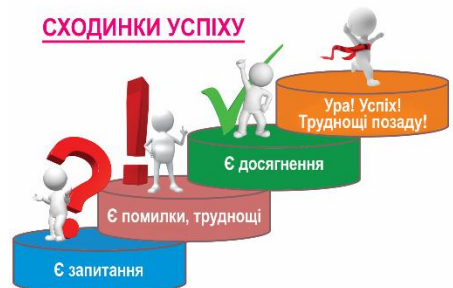 СХОДИНКИ УСПІХУ
Ура! Успіх!
Труднощі позаду!
Є досягнення
Є помилки, труднощі
Є запитання